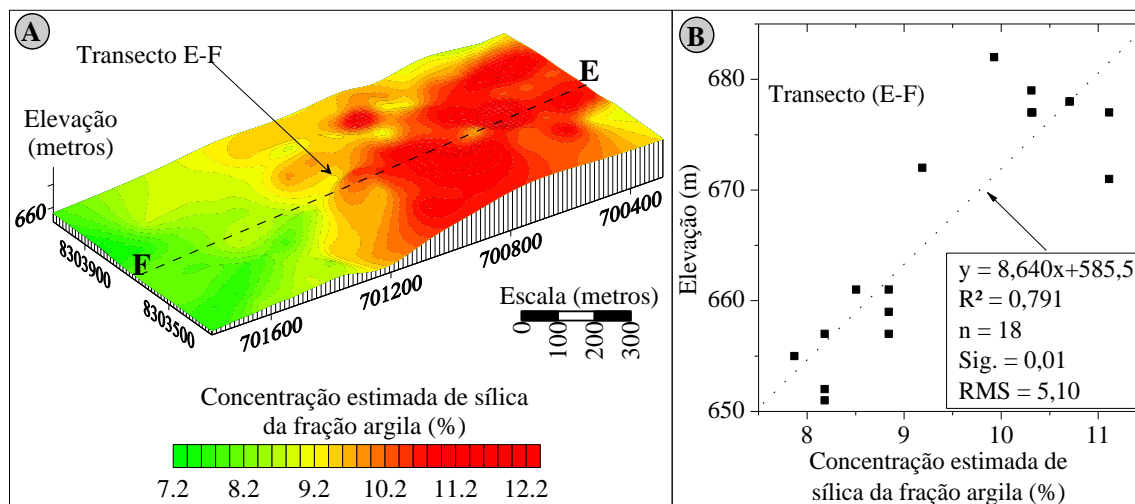 A
Transecto E-F
E
Elevação
(metros)
660
F
8303900
8303500
701600
701200
700800
700400
Escala (metros)
0
100
200
300
Concentração estimada de sílica
da fração argila (%)
7.2 8.2 9.2 10.2 11.2 12.2
B
Transecto (E-F)
Elevação (m)
680
670
660
650
y = 8,640x+585,5
R² = 0,791
n = 18
Sig. = 0,01
RMS = 5,10
8 9 10 11
Concentração estimada de
sílica da fração argila (%)